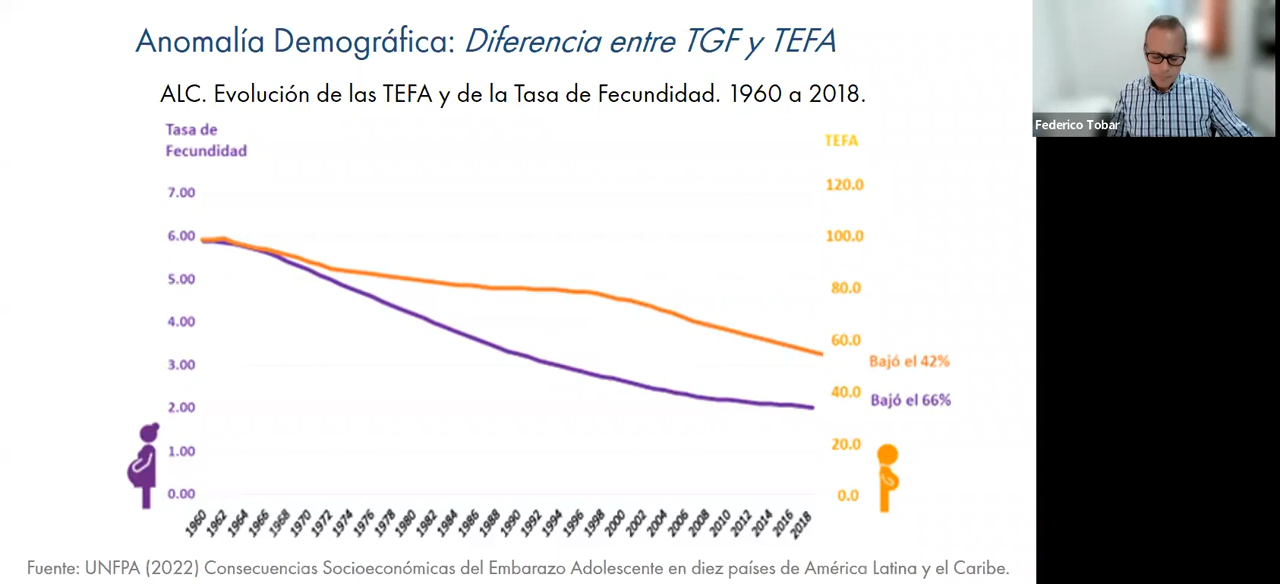 Anomalía Demográfica: Diferencia entre TGF y TEFA
ALC. Evolución de las TEFA y de la Tasa de Fecundidad. 1960 a 2018.
Tasa de
Fecundidad
TEFA
7.00
6.00
5.00
4.00
3.00
2.00
1.00
0.00
120.0
100.0
80.0
60.0
40.0
20.0
0.0
Bajó el 42%
Bajó el 66%
1960 1962 1964 1966 1968 1970 1972 1974 1976 1978 1980 1982 1984 1986 1988 1990 1992 1994 1996 1998 2000 2002 2004 2006 2008 2010 2012 2014 2016 2018
Fuente: UNFPA (2022) Consecuencias Socioeconómicas del Embarazo Adolescente en diez países de América Latina y el Caribe.
Federico Tobar